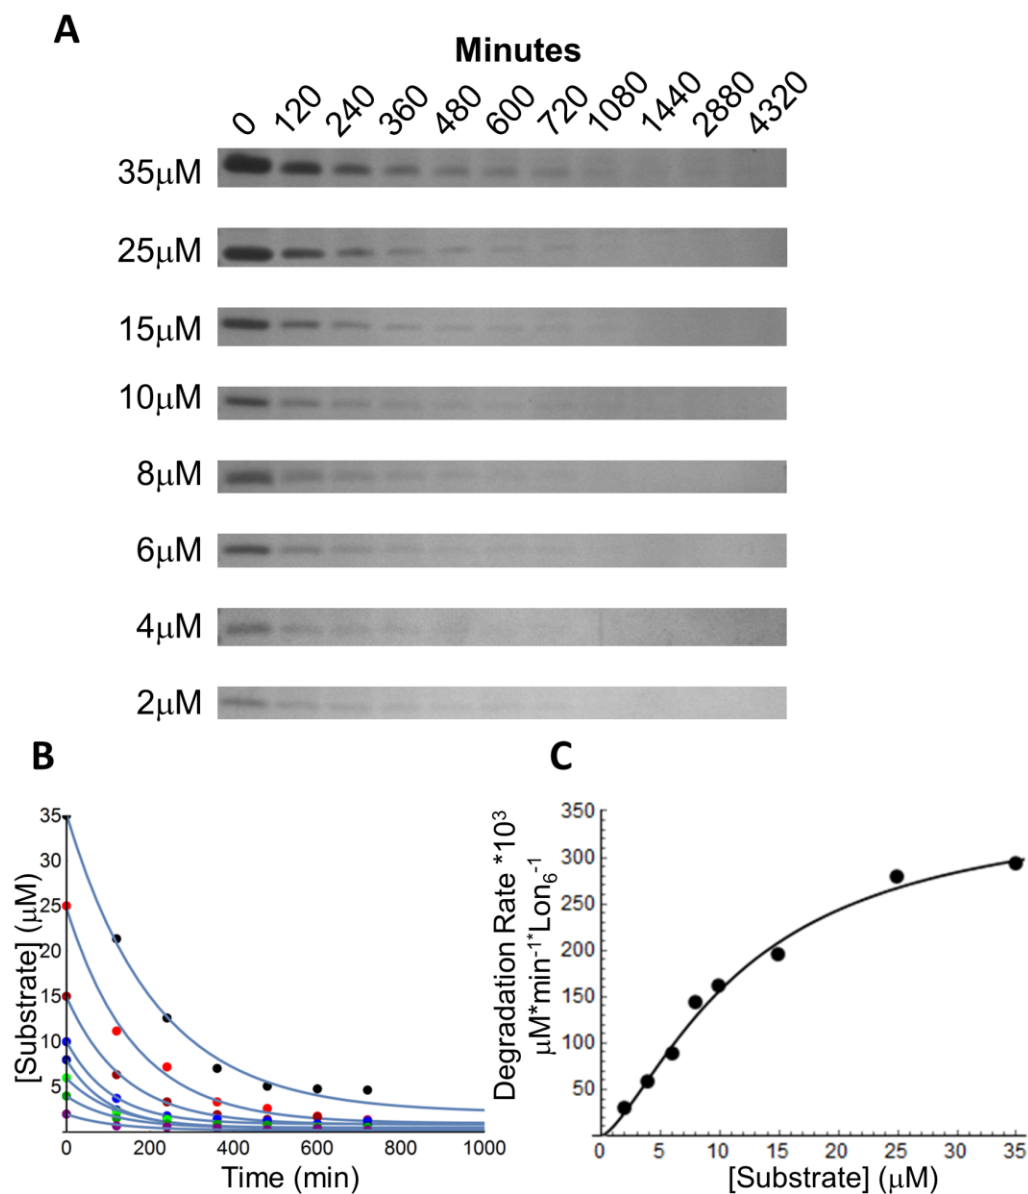 A
Minutes
0 120 240 360 480 600 720 1080 1440 2880 4320
35μM
25μM
15μM
10μM
8μM
6μM
4μM
2μM
B
[Substrate] (μM)
35
30
25
20
15
10
5
0 200 400 600 800 1000
Time (min)
C
Degradation Rate *10³
μM*min⁻¹*Lon₆⁻¹
350
300
250
200
150
100
50
0 5 10 15 20 25 30 35
[Substrate] (μM)